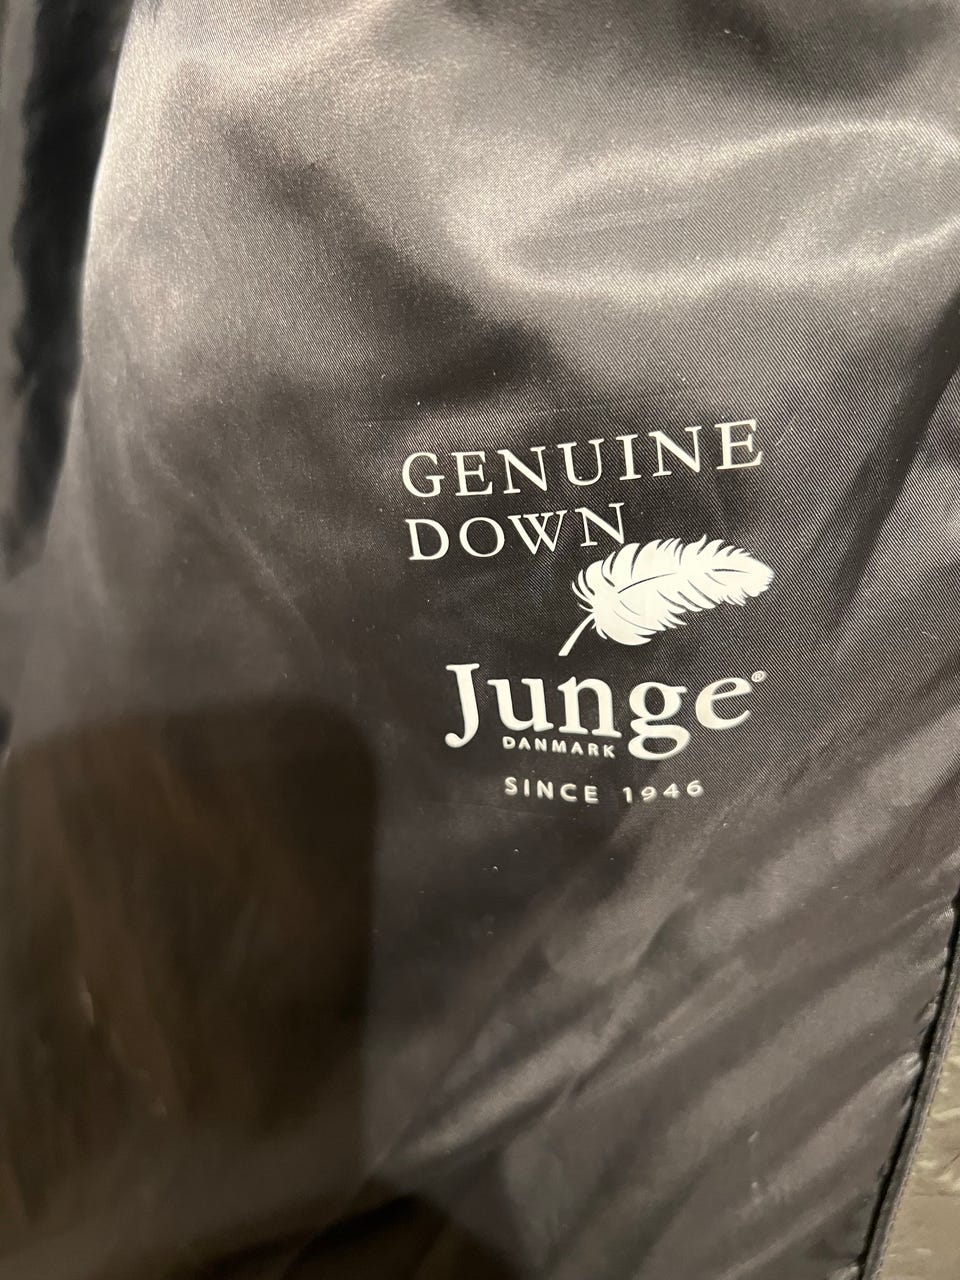 GENUINE
DOWN
Junge®
DANMARK
SINCE 1946